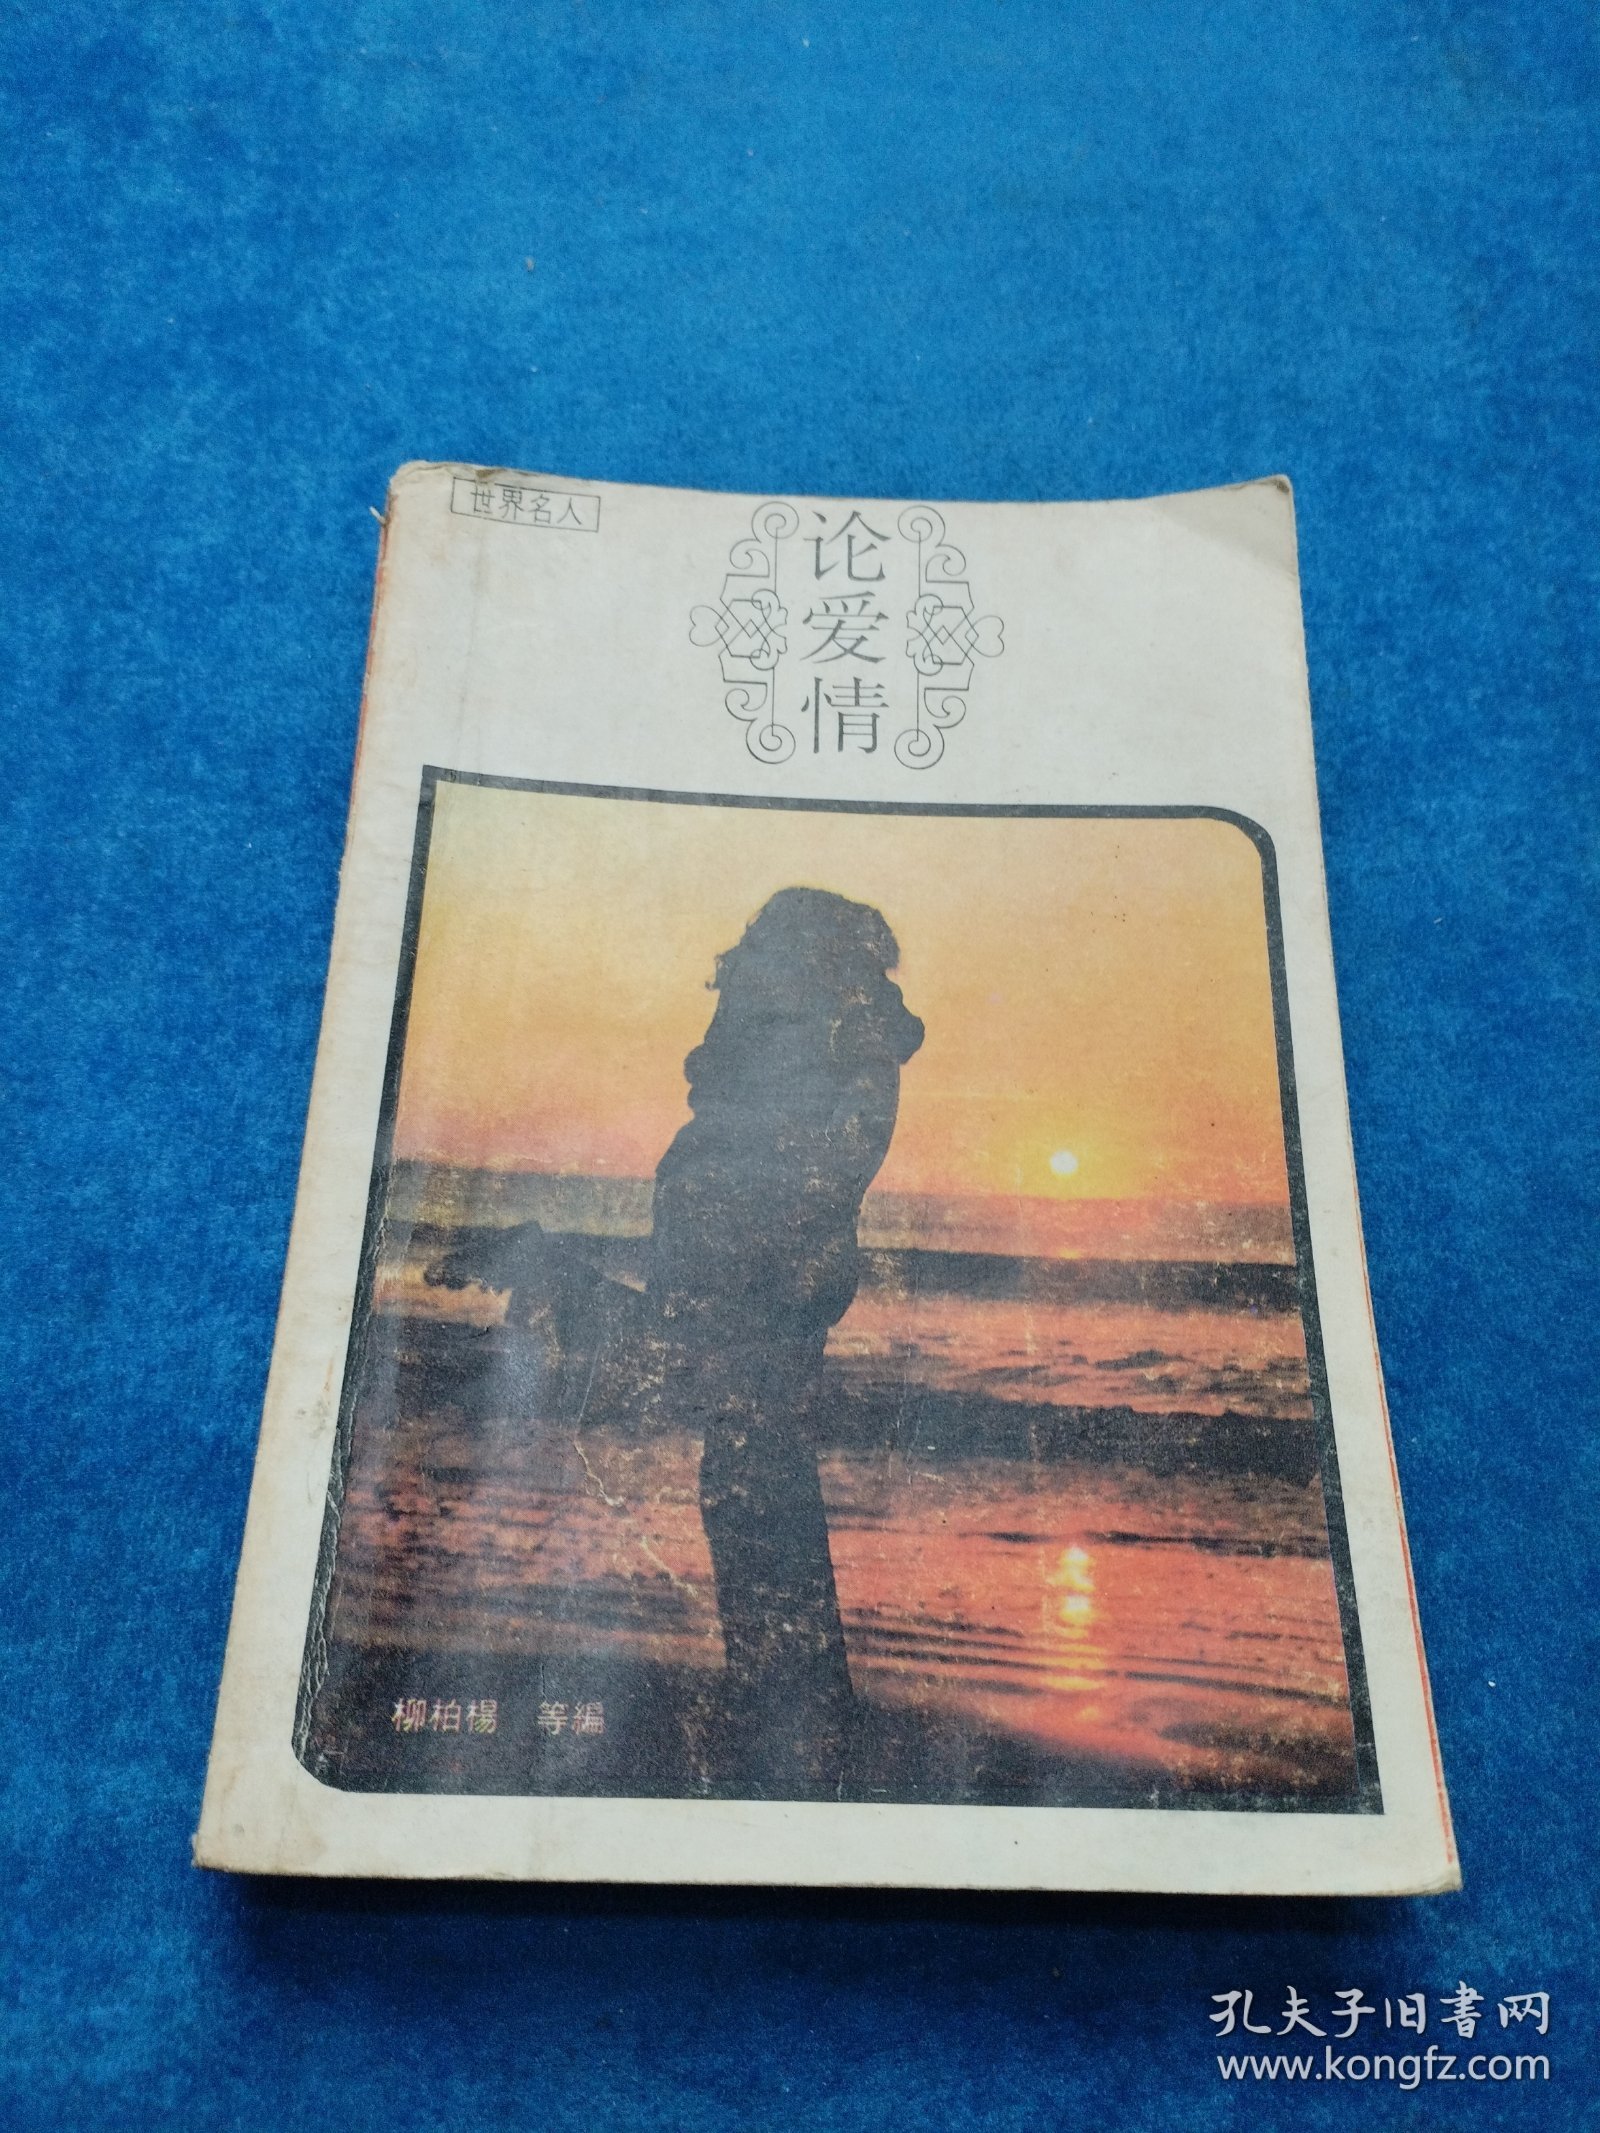 世界名人
论爱情
柳柏楊 等編
孔夫子旧書网
www.kongfz.com